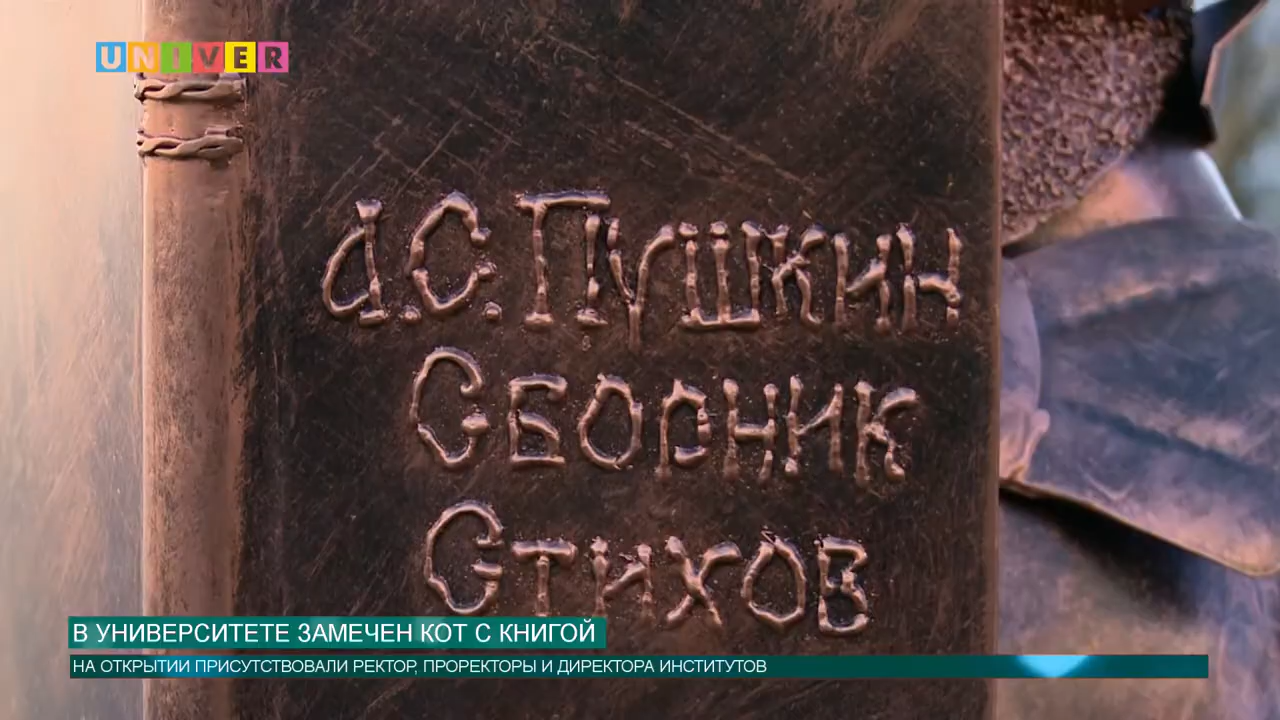 UNIVER
А.С. Пушкин
Сборник
Стихов
В УНИВЕРСИТЕТЕ ЗАМЕЧЕН КОТ С КНИГОЙ
НА ОТКРЫТИИ ПРИСУТСТВОВАЛИ РЕКТОР, ПРОРЕКТОРЫ И ДИРЕКТОРА ИНСТИТУТОВ